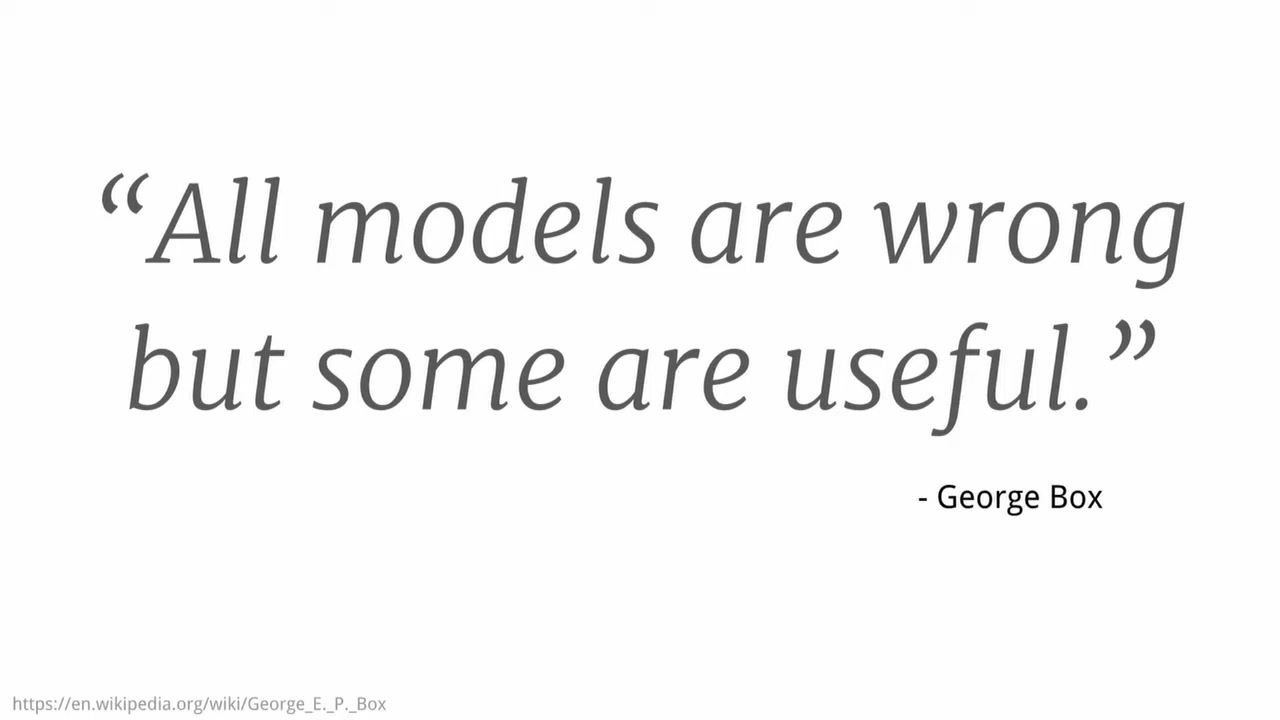 “All models are wrong
but some are useful.”
- George Box
https://en.wikipedia.org/wiki/George_E._P._Box